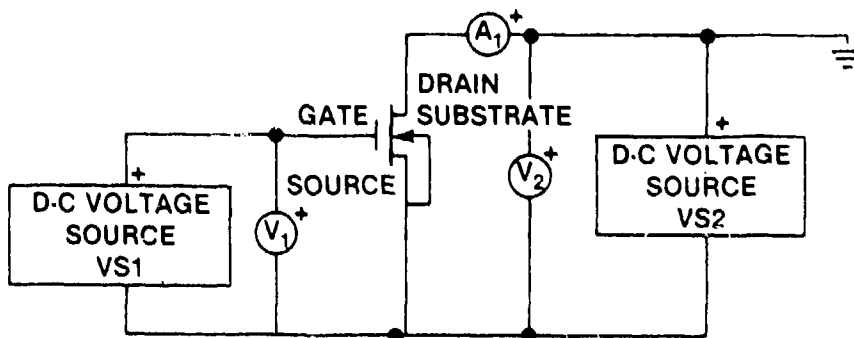 A1 +
DRAIN
GATE SUBSTRATE
+ + +
D-C VOLTAGE
SOURCE
VS1
SOURCE
V1 +
V2
D-C VOLTAGE
SOURCE
VS2